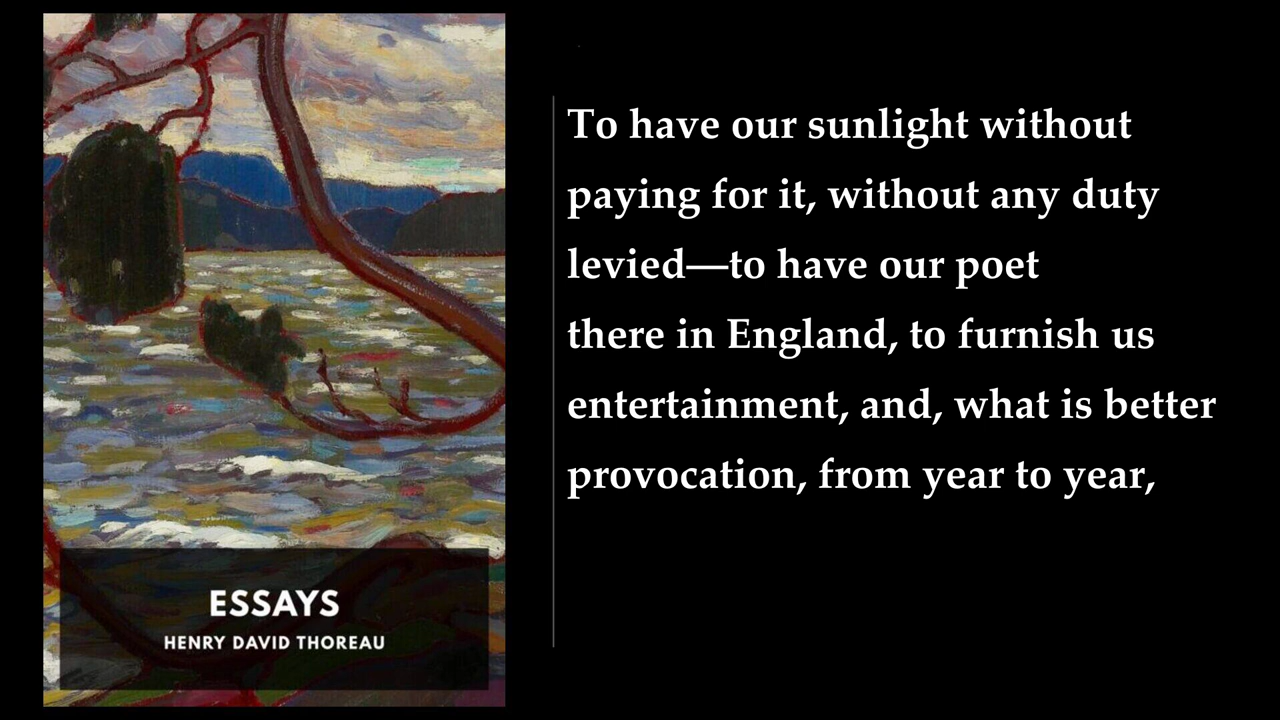 ESSAYS
HENRY DAVID THOREAU
To have our sunlight without
paying for it, without any duty
levied—to have our poet
there in England, to furnish us
entertainment, and, what is better
provocation, from year to year,